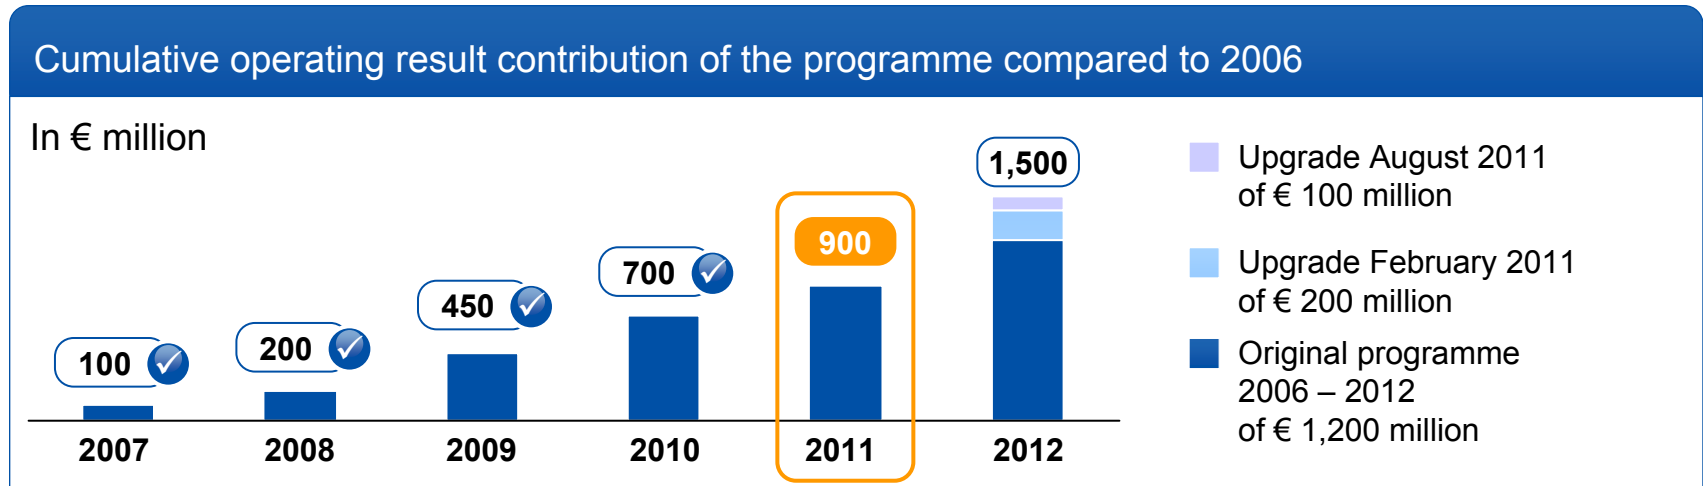 Cumulative operating result contribution of the programme compared to 2006
In € million
100
200
450
700
900
1,500
2007
2008
2009
2010
2011
2012
Upgrade August 2011
of € 100 million
Upgrade February 2011
of € 200 million
Original programme
2006 – 2012
of € 1,200 million